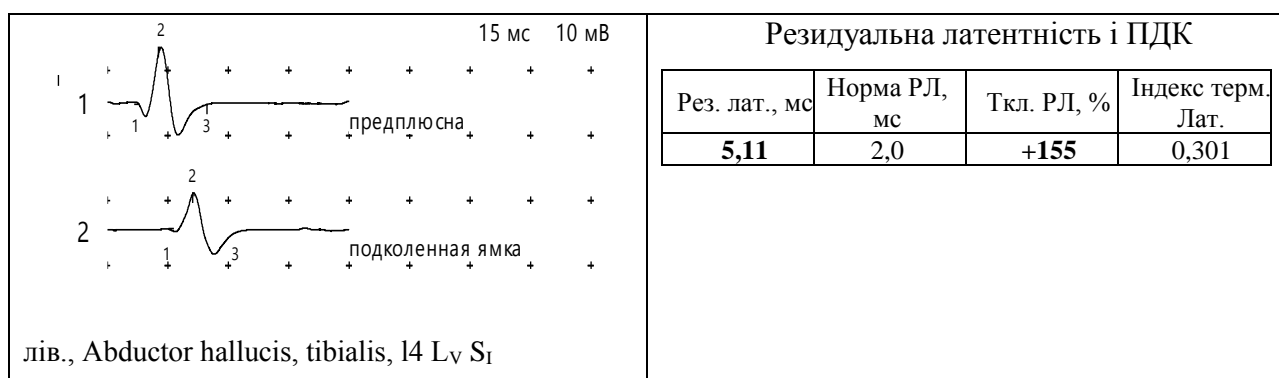 2
15 мс 10 мВ
I
1
1
3
предплюсна
2
2
1
3
подколенная ямка
лів., Abductor hallucis, tibialis, l4 LV SI
Резидуальна латентність і ПДК
Рез. лат., мс Норма РЛ, мс Ткл. РЛ, % Індекс терм. Лат.
5,11 2,0 +155 0,301